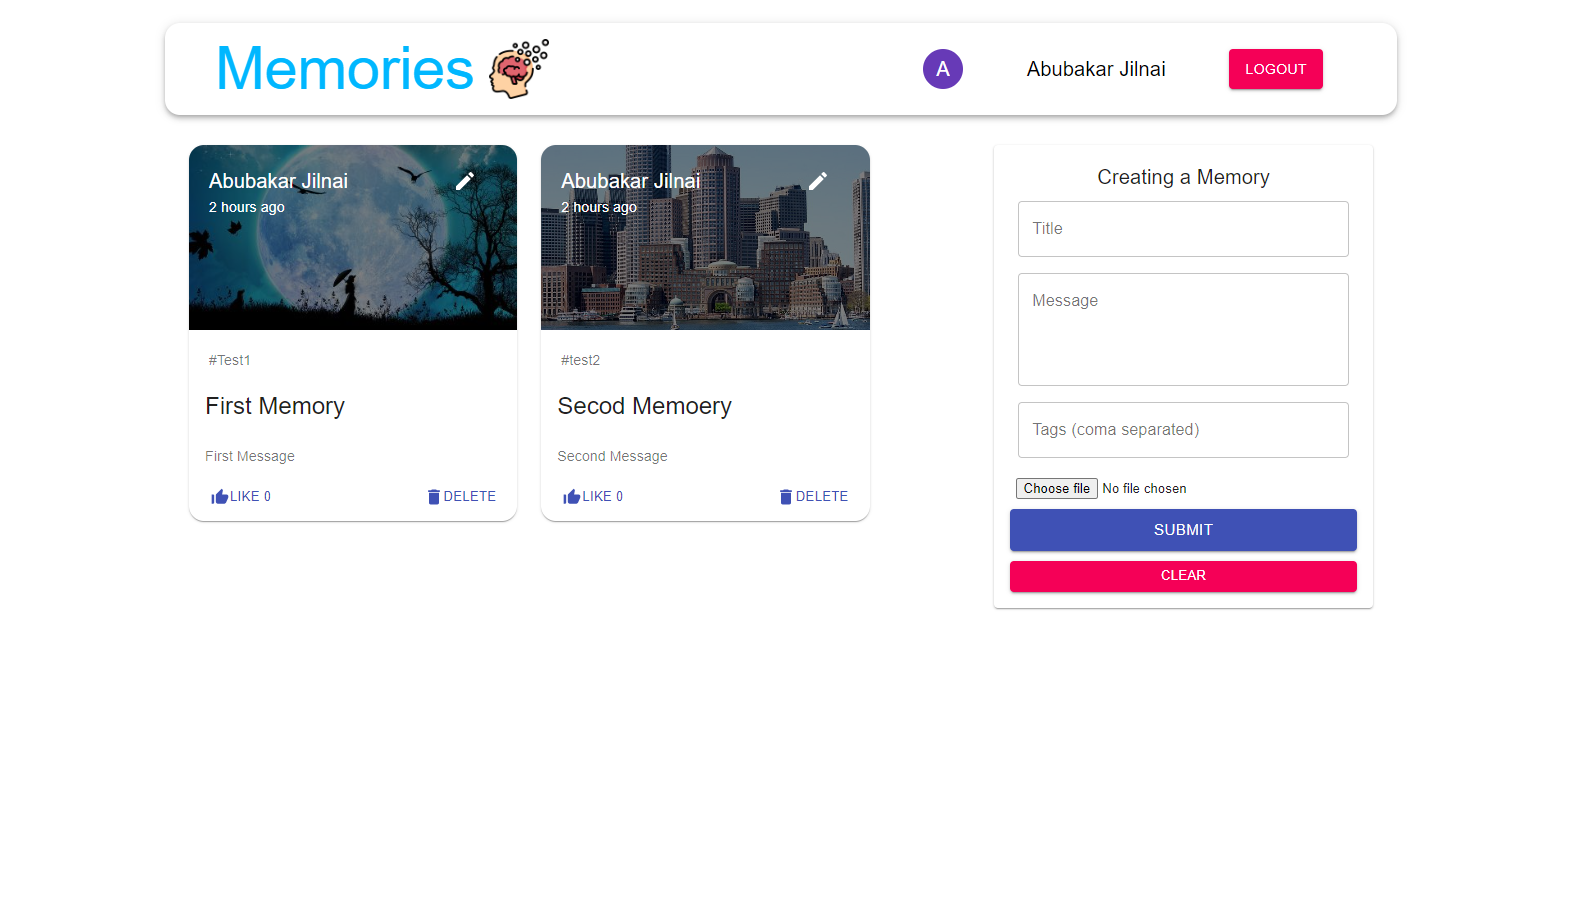 Memories
A
Abubakar Jilnai
LOGOUT
Abubakar Jilnai
2 hours ago
#Test1
First Memory
First Message
LIKE 0
DELETE
Abubakar Jilnai
2 hours ago
#test2
Secod Memoery
Second Message
LIKE 0
DELETE
Creating a Memory
Title
Message
Tags (coma separated)
Choose file No file chosen
SUBMIT
CLEAR